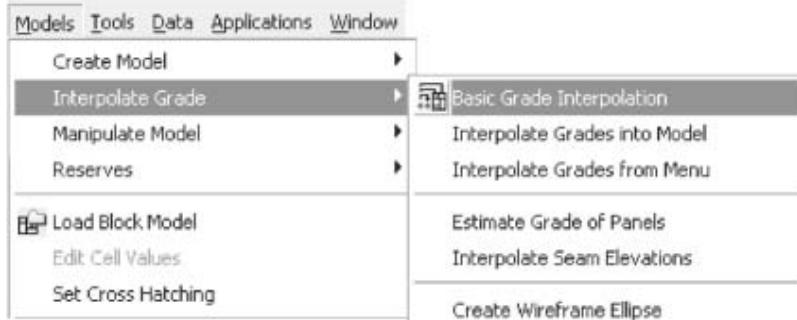 Models Tools Data Applications Window
Create Model
Interpolate Grade
Manipulate Model
Reserves
Load Block Model
Edit Cell Values
Set Cross Hatching
Basic Grade Interpolation
Interpolate Grades into Model
Interpolate Grades from Menu
Estimate Grade of Panels
Interpolate Seam Elevations
Create Wireframe Ellipse